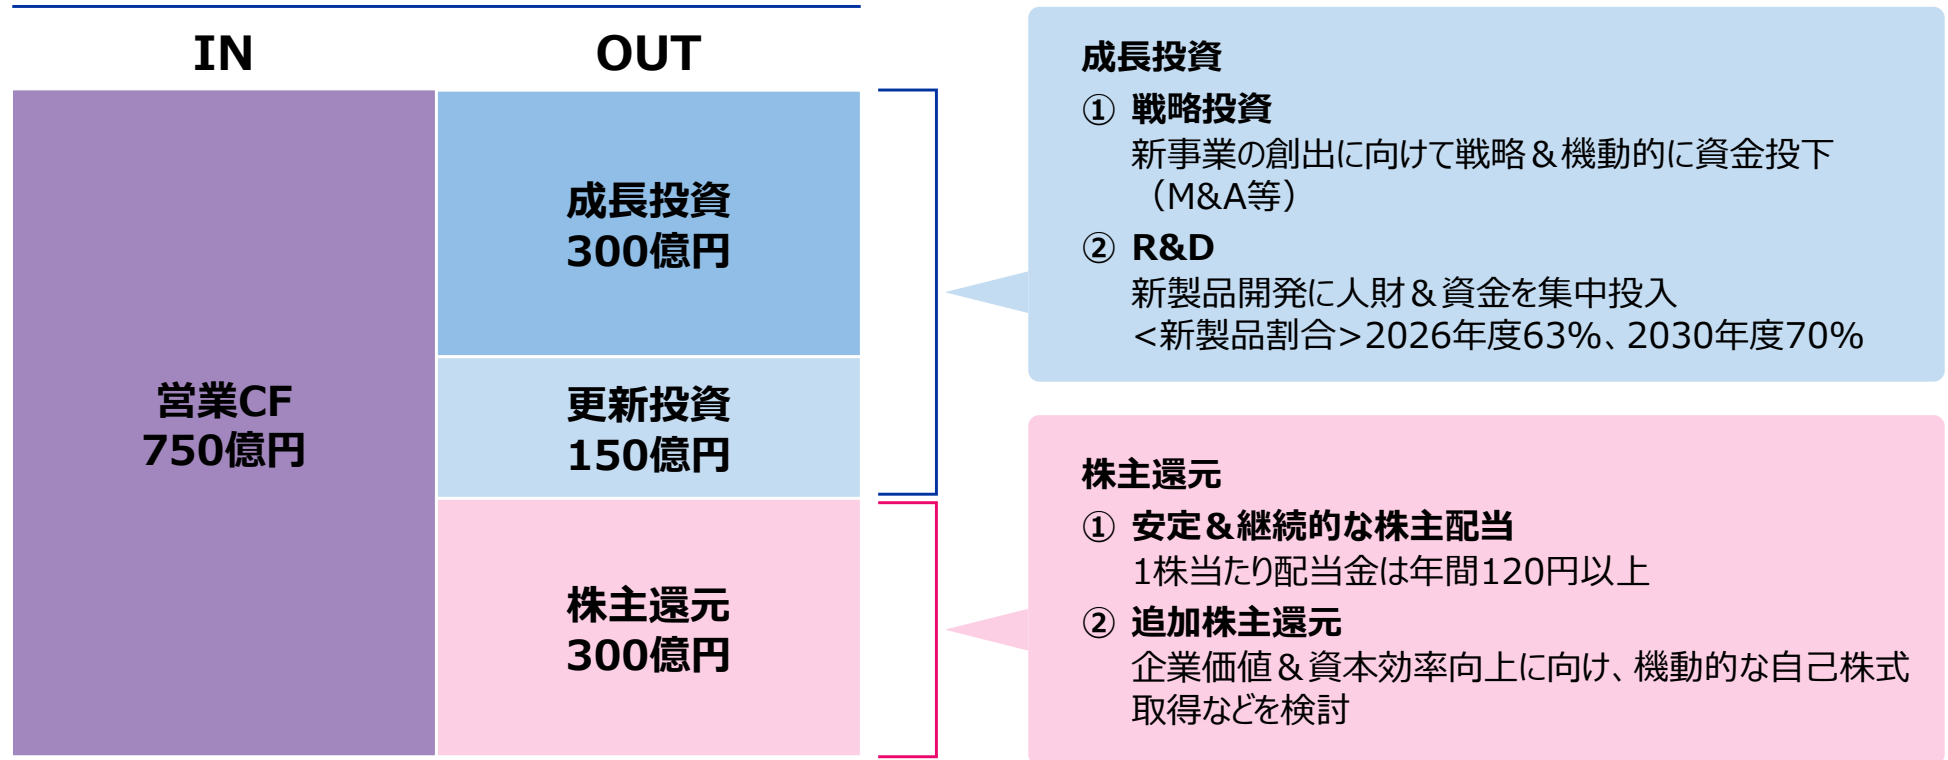 IN
OUT
営業CF
750億円
成長投資
300億円
更新投資
150億円
株主還元
300億円
成長投資
① 戦略投資
新事業の創出に向けて戦略＆機動的に資金投下
（M&A等）
② R&D
新製品開発に人財＆資金を集中投入
<新製品割合>2026年度63%、2030年度70%
株主還元
① 安定＆継続的な株主配当
1株当たり配当金は年間120円以上
② 追加株主還元
企業価値＆資本効率向上に向け、機動的な自己株式
取得などを検討